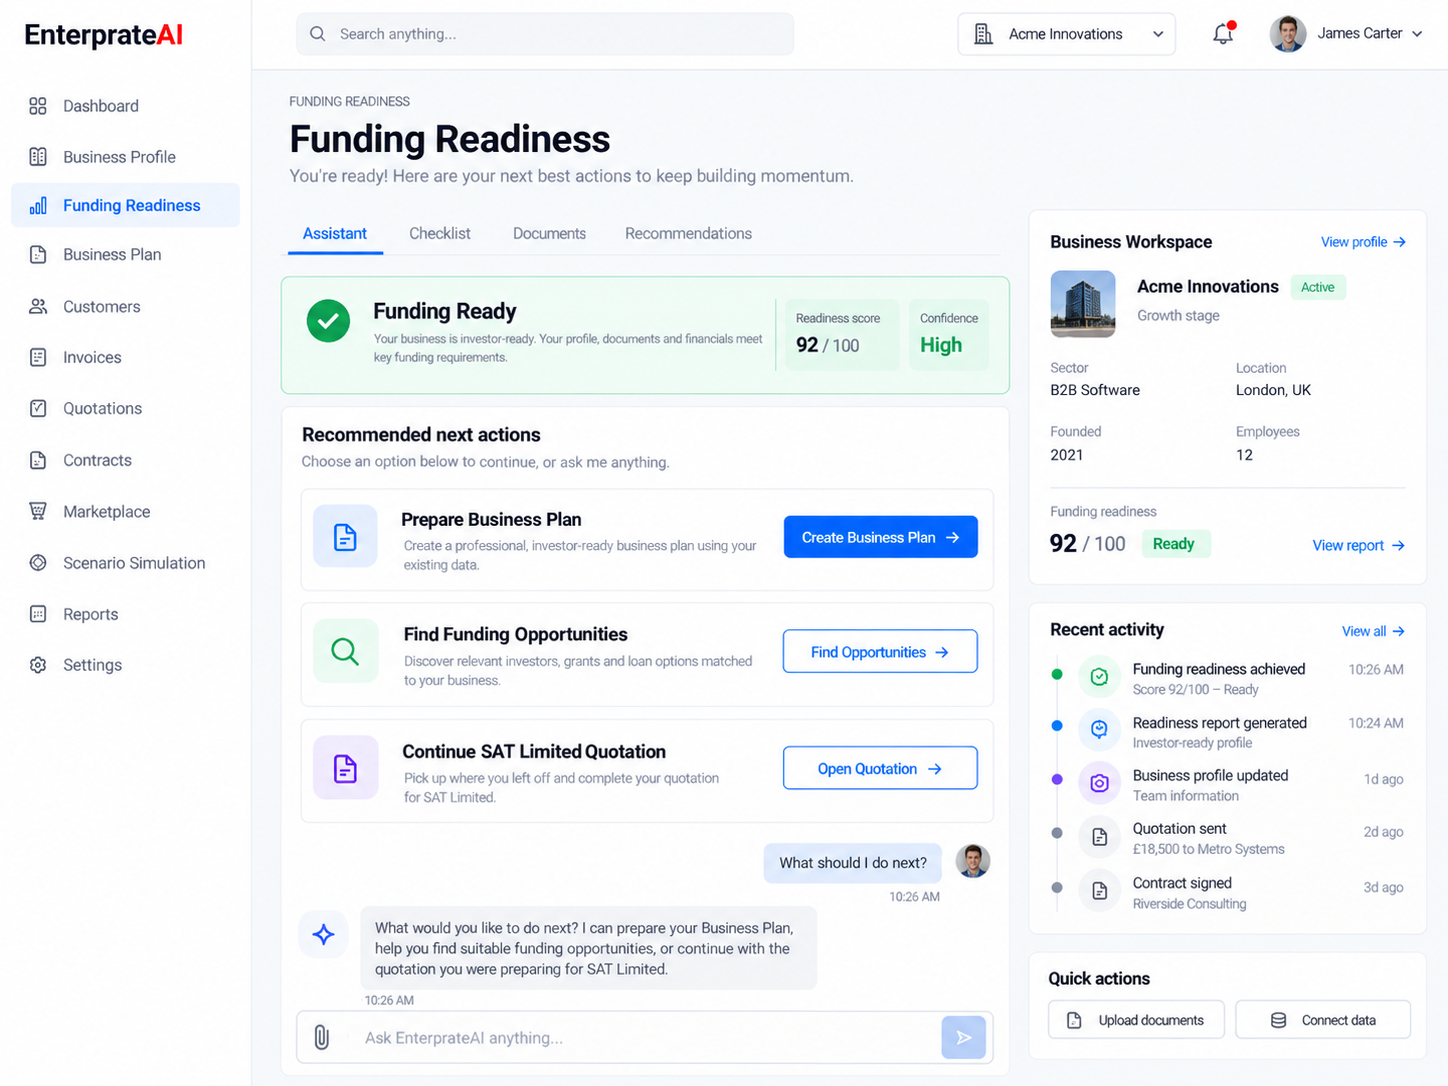 EnterprateAI
Search anything...
Acme Innovations
James Carter
Dashboard
Business Profile
Funding Readiness
Business Plan
Customers
Invoices
Quotations
Contracts
Marketplace
Scenario Simulation
Reports
Settings
FUNDING READINESS
Funding Readiness
You're ready! Here are your next best actions to keep building momentum.
Assistant
Checklist
Documents
Recommendations
Funding Ready
Your business is investor-ready. Your profile, documents and financials meet
key funding requirements.
Readiness score
92 / 100
Confidence
High
Recommended next actions
Choose an option below to continue, or ask me anything.
Prepare Business Plan
Create a professional, investor-ready business plan using your
existing data.
Create Business Plan →
Find Funding Opportunities
Discover relevant investors, grants and loan options matched
to your business.
Find Opportunities →
Continue SAT Limited Quotation
Pick up where you left off and complete your quotation
for SAT Limited.
Open Quotation →
What should I do next?
10:26 AM
What would you like to do next? I can prepare your Business Plan,
help you find suitable funding opportunities, or continue with the
quotation you were preparing for SAT Limited.
10:26 AM
Ask EnterprateAI anything...
Business Workspace
View profile →
Acme Innovations
Active
Growth stage
Sector
B2B Software
Location
London, UK
Founded
2021
Employees
12
Funding readiness
92 / 100
Ready
View report →
Recent activity
View all →
Funding readiness achieved
10:26 AM
Score 92/100 – Ready
Readiness report generated
10:24 AM
Investor-ready profile
Business profile updated
1d ago
Team information
Quotation sent
2d ago
£18,500 to Metro Systems
Contract signed
3d ago
Riverside Consulting
Quick actions
Upload documents
Connect data